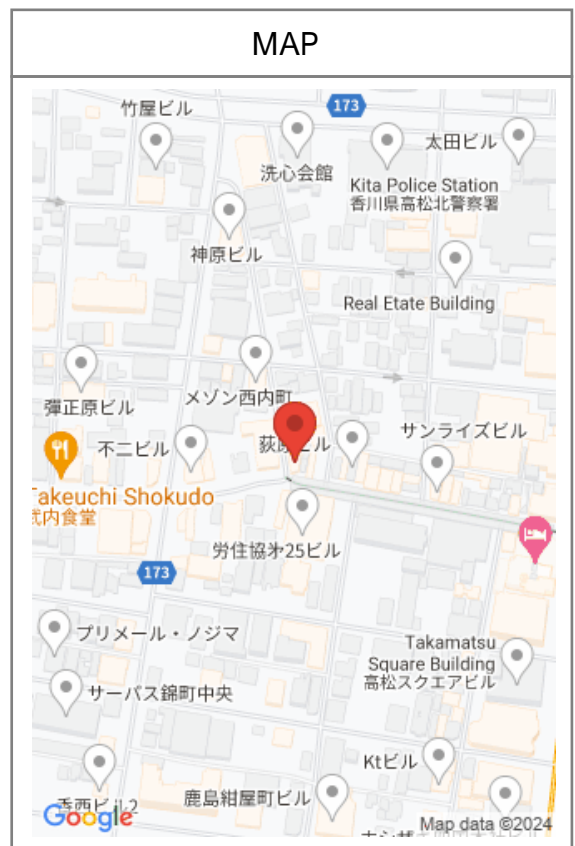 MAP
竹屋ビル
173
洗心会館
太田ビル
Kita Police Station
香川県高松北警察署
神原ビル
Real Etate Building
メゾン西内町
彈正原ビル
不二ビル
サンライズビル
Takeuchi Shokudo
武内食堂
労住協㐧25ビル
173
プリメール・ノジマ
Takamatsu
Square Building
高松スクエアビル
サーパス錦町中央
Ktビル
鹿島紺屋町ビル
Google
Map data ©2024